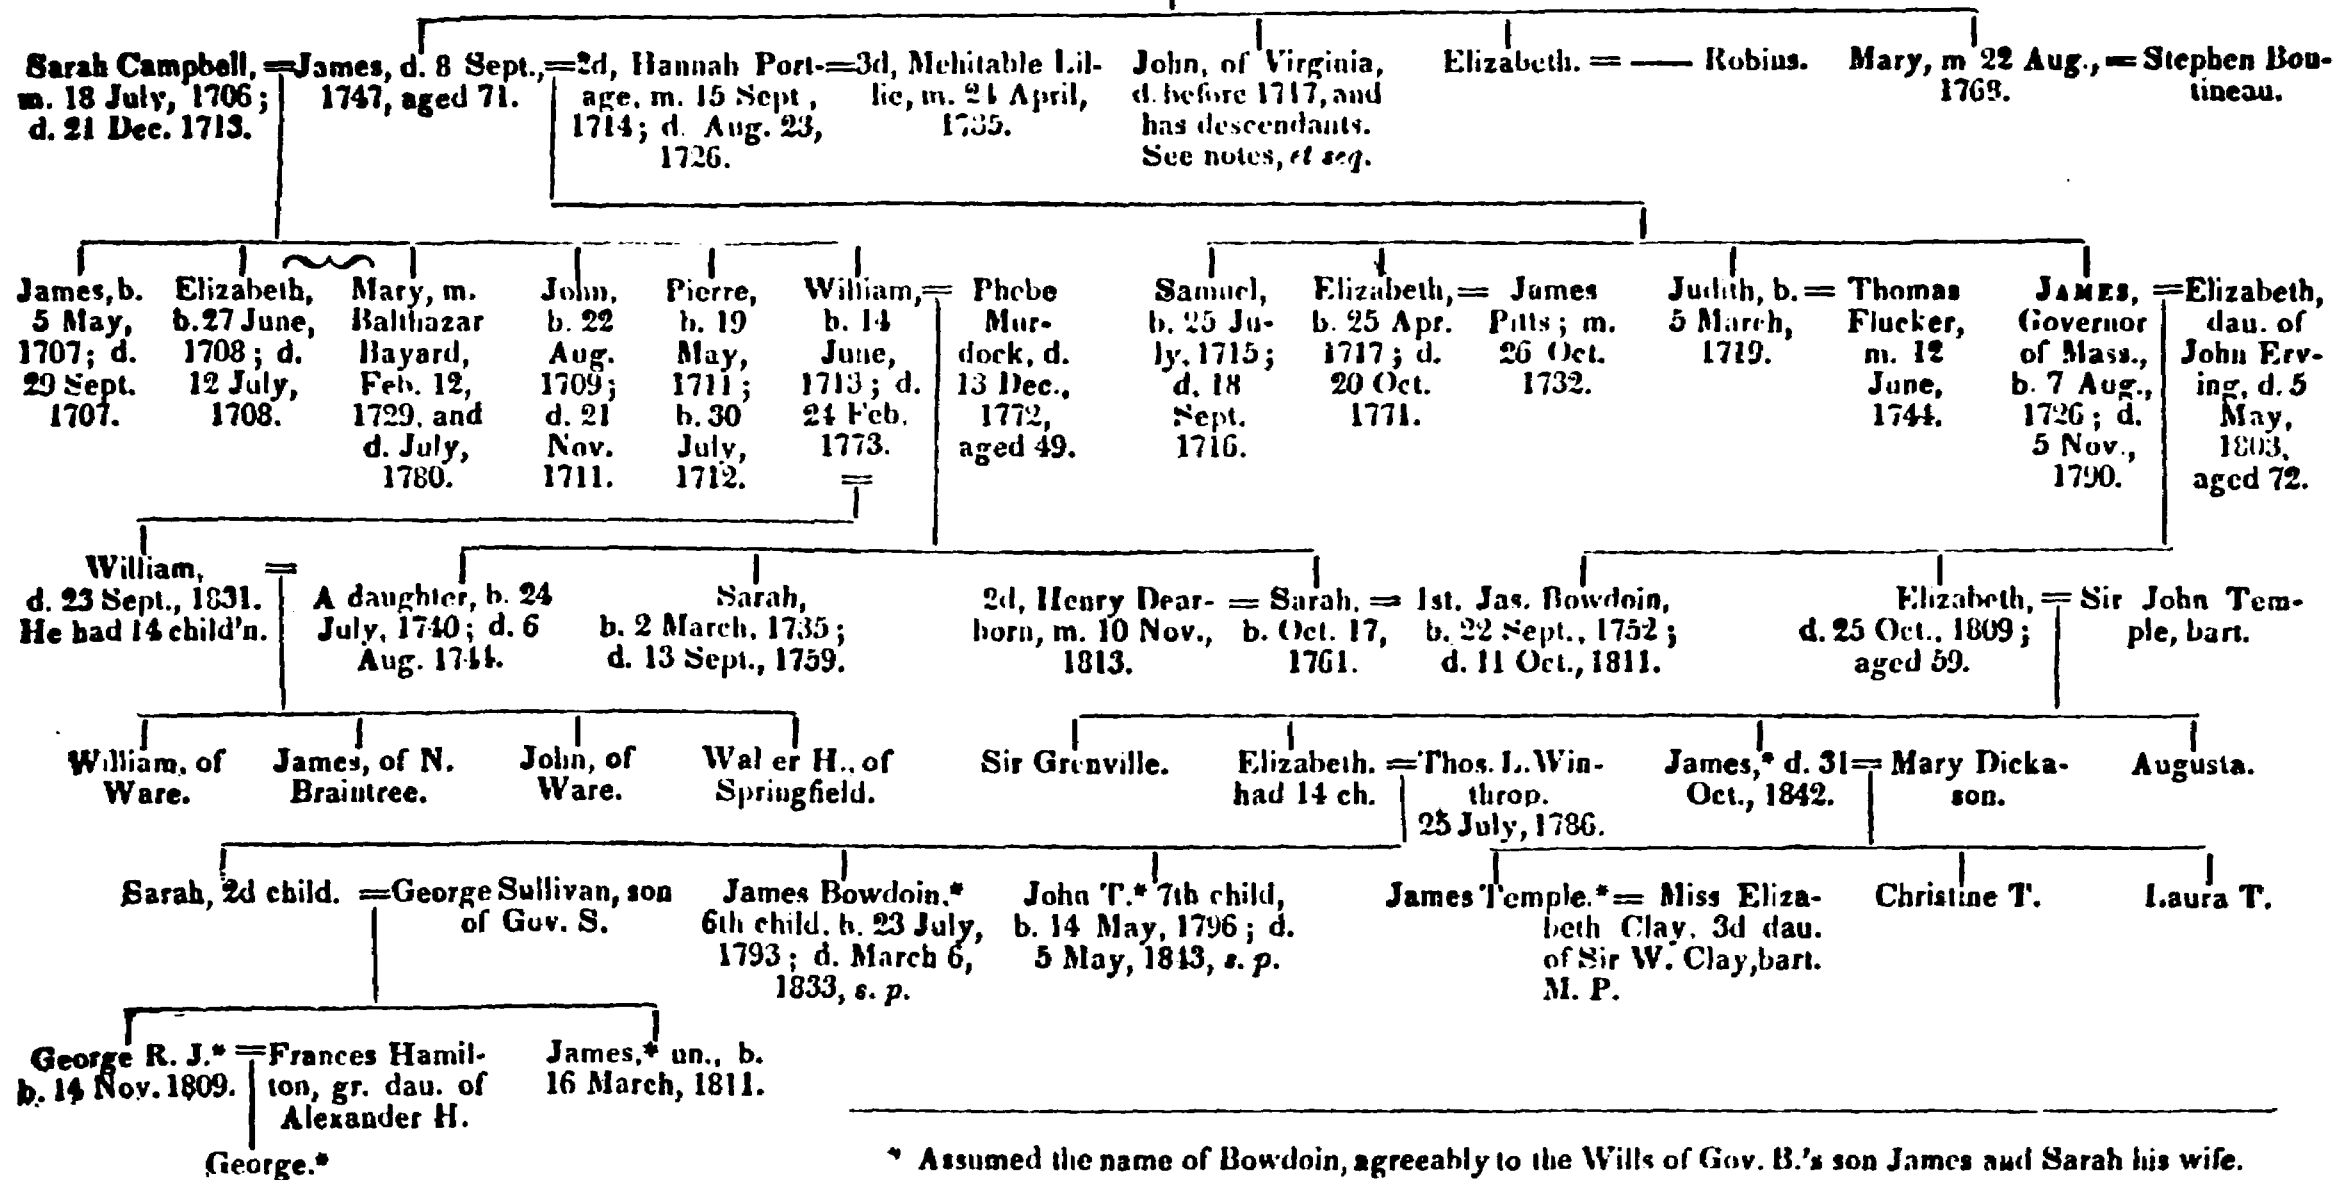 Sarah Campbell,
m. 18 July, 1706;
d. 21 Dec. 1713.
=James, d. 8 Sept.,
1747, aged 71.
=2d, Hannah Port-
age, m. 15 Sept,
1714; d. Aug. 23,
1726.
=3d, Mehitable Lil-
lie, m. 24 April,
1735.
John, of Virginia,
d. before 1717, and
has descendants.
See notes, et seq.
Elizabeth. = — Robins.
Mary, m 22 Aug.,
1768.
= Stephen Bou-
tineau.
James, b.
5 May,
1707; d.
29 Sept.
1707.
Elizabeth,
b. 27 June,
1708; d.
12 July,
1708.
Mary, m.
Balthazar
Bayard,
Feb. 12,
1729, and
d. July,
1780.
John,
b. 22
Aug.
1709;
d. 21
Nov.
1711.
Pierre,
b. 19
May,
1711;
b. 30
July,
1712.
William,=
b. 14
June,
1713; d.
24 Feb.
1773.
=
Phebe
Mur-
dock, d.
13 Dec.,
1772,
aged 49.
Samuel,
b. 25 Ju-
ly, 1715;
d. 18
Sept.
1716.
Elizabeth,=
b. 25 Apr.
1717; d.
20 Oct.
1771.
James
Pitts; m.
26 Oct.
1732.
Judith, b.=
5 March,
1719.
Thomas
Flucker,
m. 12
June,
1744.
JAMES,
Governor
of Mass.,
b. 7 Aug.,
1726; d.
5 Nov.,
1790.
=Elizabeth,
dau. of
John Erv-
ing, d. 5
May,
1803,
aged 72.
William, =
d. 23 Sept., 1831.
He had 14 child'n.
A daughter, b. 24
July, 1740; d. 6
Aug. 1744.
Sarah,
b. 2 March, 1735;
d. 13 Sept., 1759.
2d, Henry Dear-
born, m. 10 Nov.,
1813.
= Sarah, =
b. Oct. 17,
1761.
1st. Jas. Bowdoin,
b. 22 Sept., 1752;
d. 11 Oct., 1811.
Elizabeth, =
d. 25 Oct., 1809;
aged 59.
Sir John Tem-
ple, bart.
William, of
Ware.
James, of N.
Braintree.
John, of
Ware.
Wal er H., of
Springfield.
Sir Grenville.
Elizabeth.
had 14 ch.
=Thos. L. Win-
throp.
25 July, 1786.
James,* d. 31
Oct., 1842.
= Mary Dicka-
son.
Augusta.
Sarah, 2d child.
=George Sullivan, son
of Gov. S.
James Bowdoin,*
6th child, b. 23 July,
1793; d. March 6,
1833, s. p.
John T.* 7th child,
b. 14 May, 1796; d.
5 May, 1843, s. p.
James Temple.*= Miss Eliza-
beth Clay, 3d dau.
of Sir W. Clay, bart.
M. P.
Christine T.
Laura T.
George R. J.*
b. 14 Nov. 1809.
=Frances Hamil-
ton, gr. dau. of
Alexander H.
James,* un., b.
16 March, 1811.
George.*
* Assumed the name of Bowdoin, agreeably to the Wills of Gov. B.'s son James and Sarah his wife.